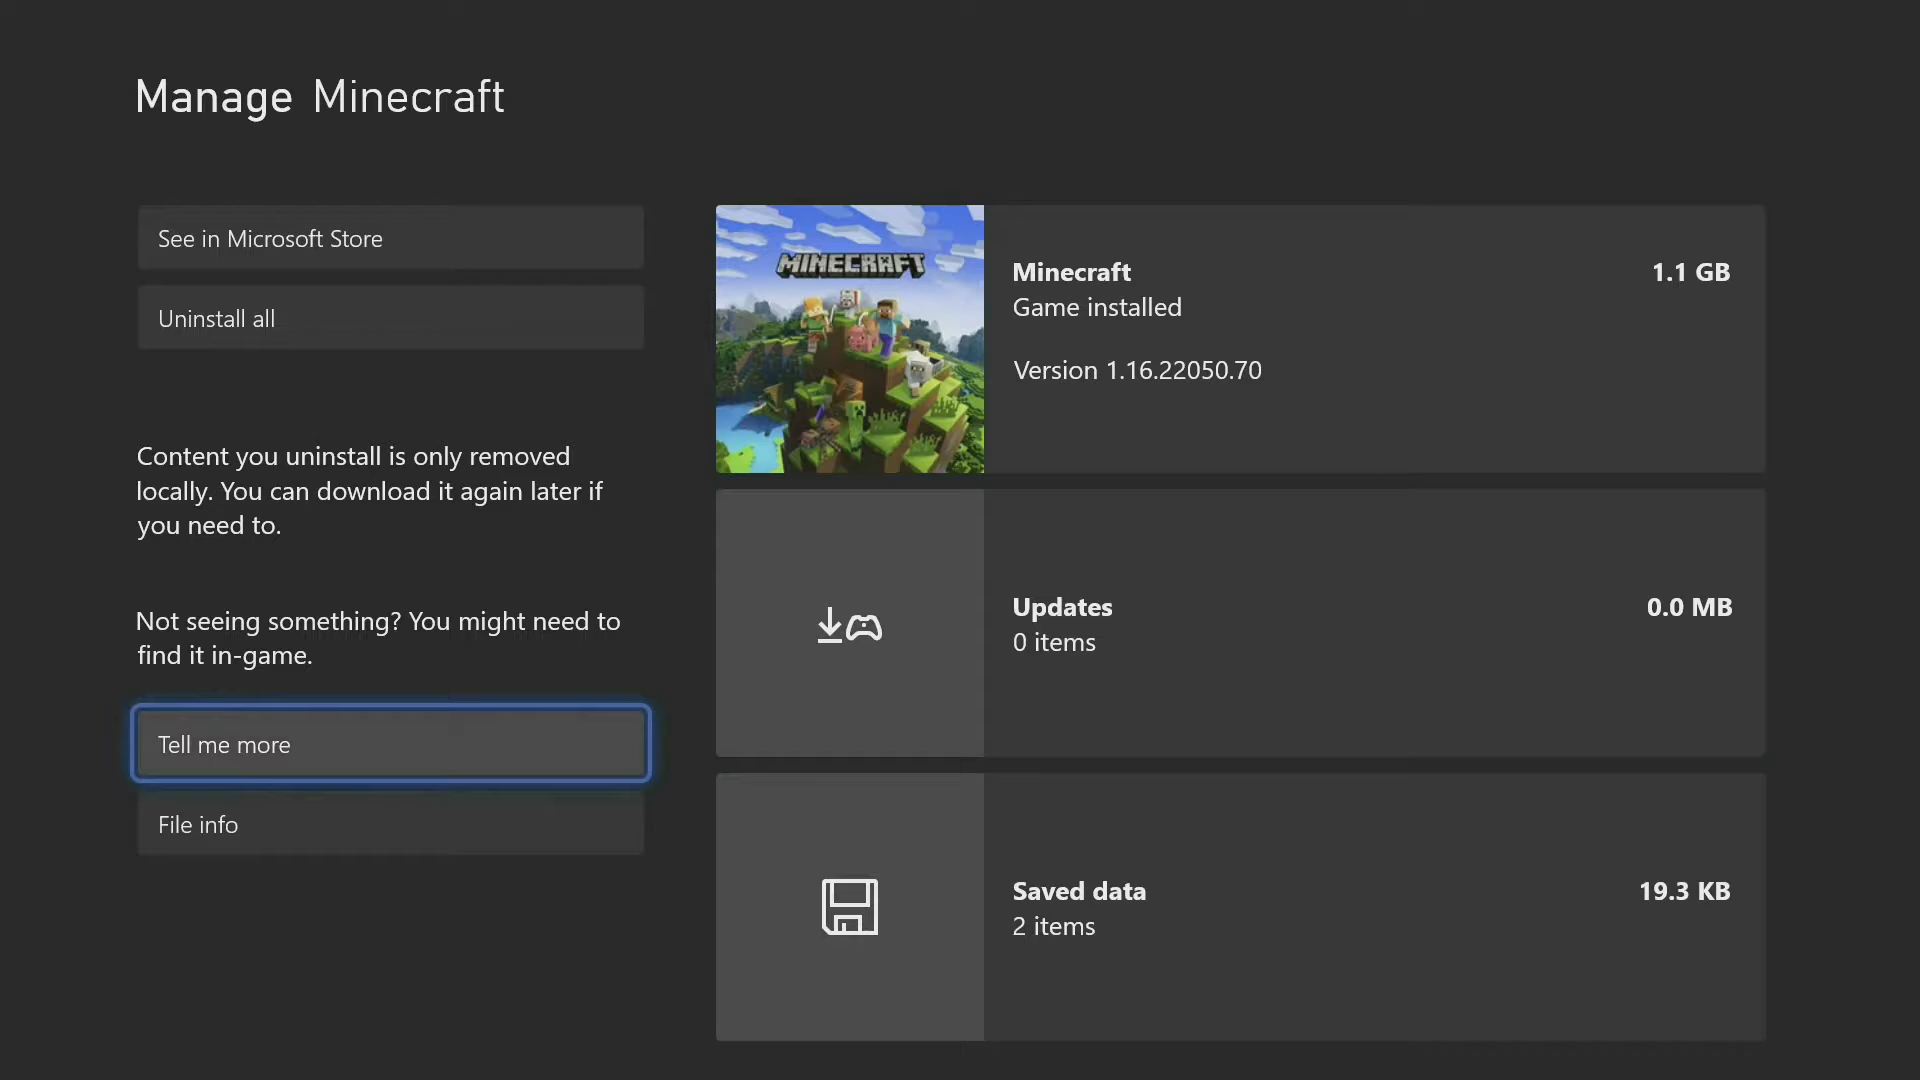 Manage Minecraft
See in Microsoft Store
Uninstall all
Content you uninstall is only removed
locally. You can download it again later if
you need to.
Not seeing something? You might need to
find it in-game.
Tell me more
File info
MINECRAFT
Minecraft
1.1 GB
Game installed
Version 1.16.22050.70
Updates
0.0 MB
0 items
Saved data
19.3 KB
2 items